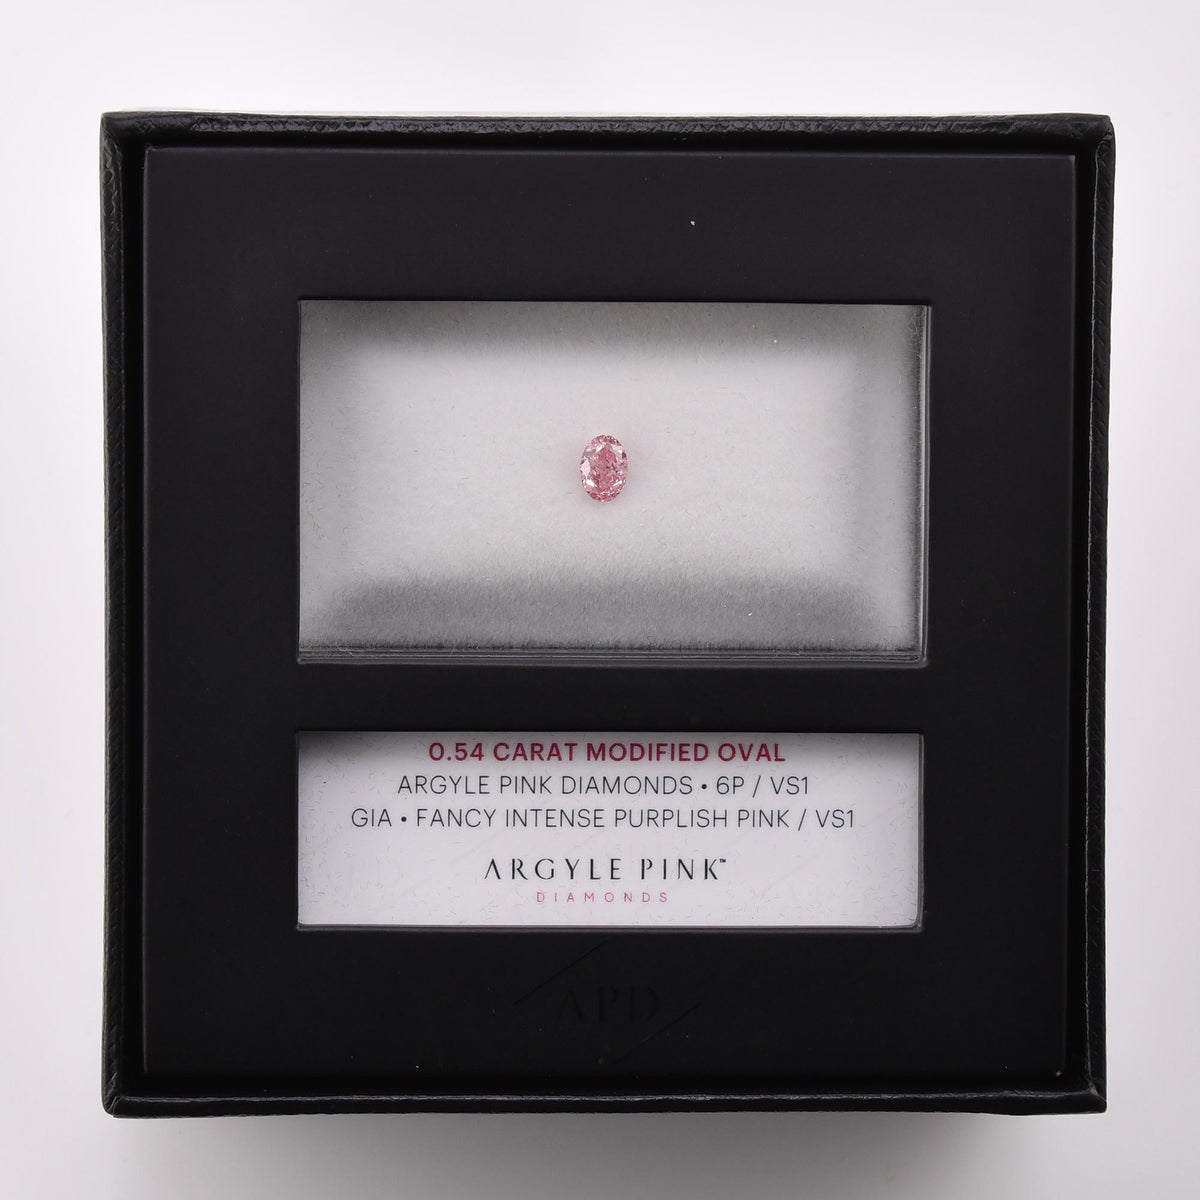 0.54 CARAT MODIFIED OVAL
ARGYLE PINK DIAMONDS • 6P / VS1
GIA • FANCY INTENSE PURPLISH PINK / VS1
ARGYLE PINK™
DIAMONDS
APD